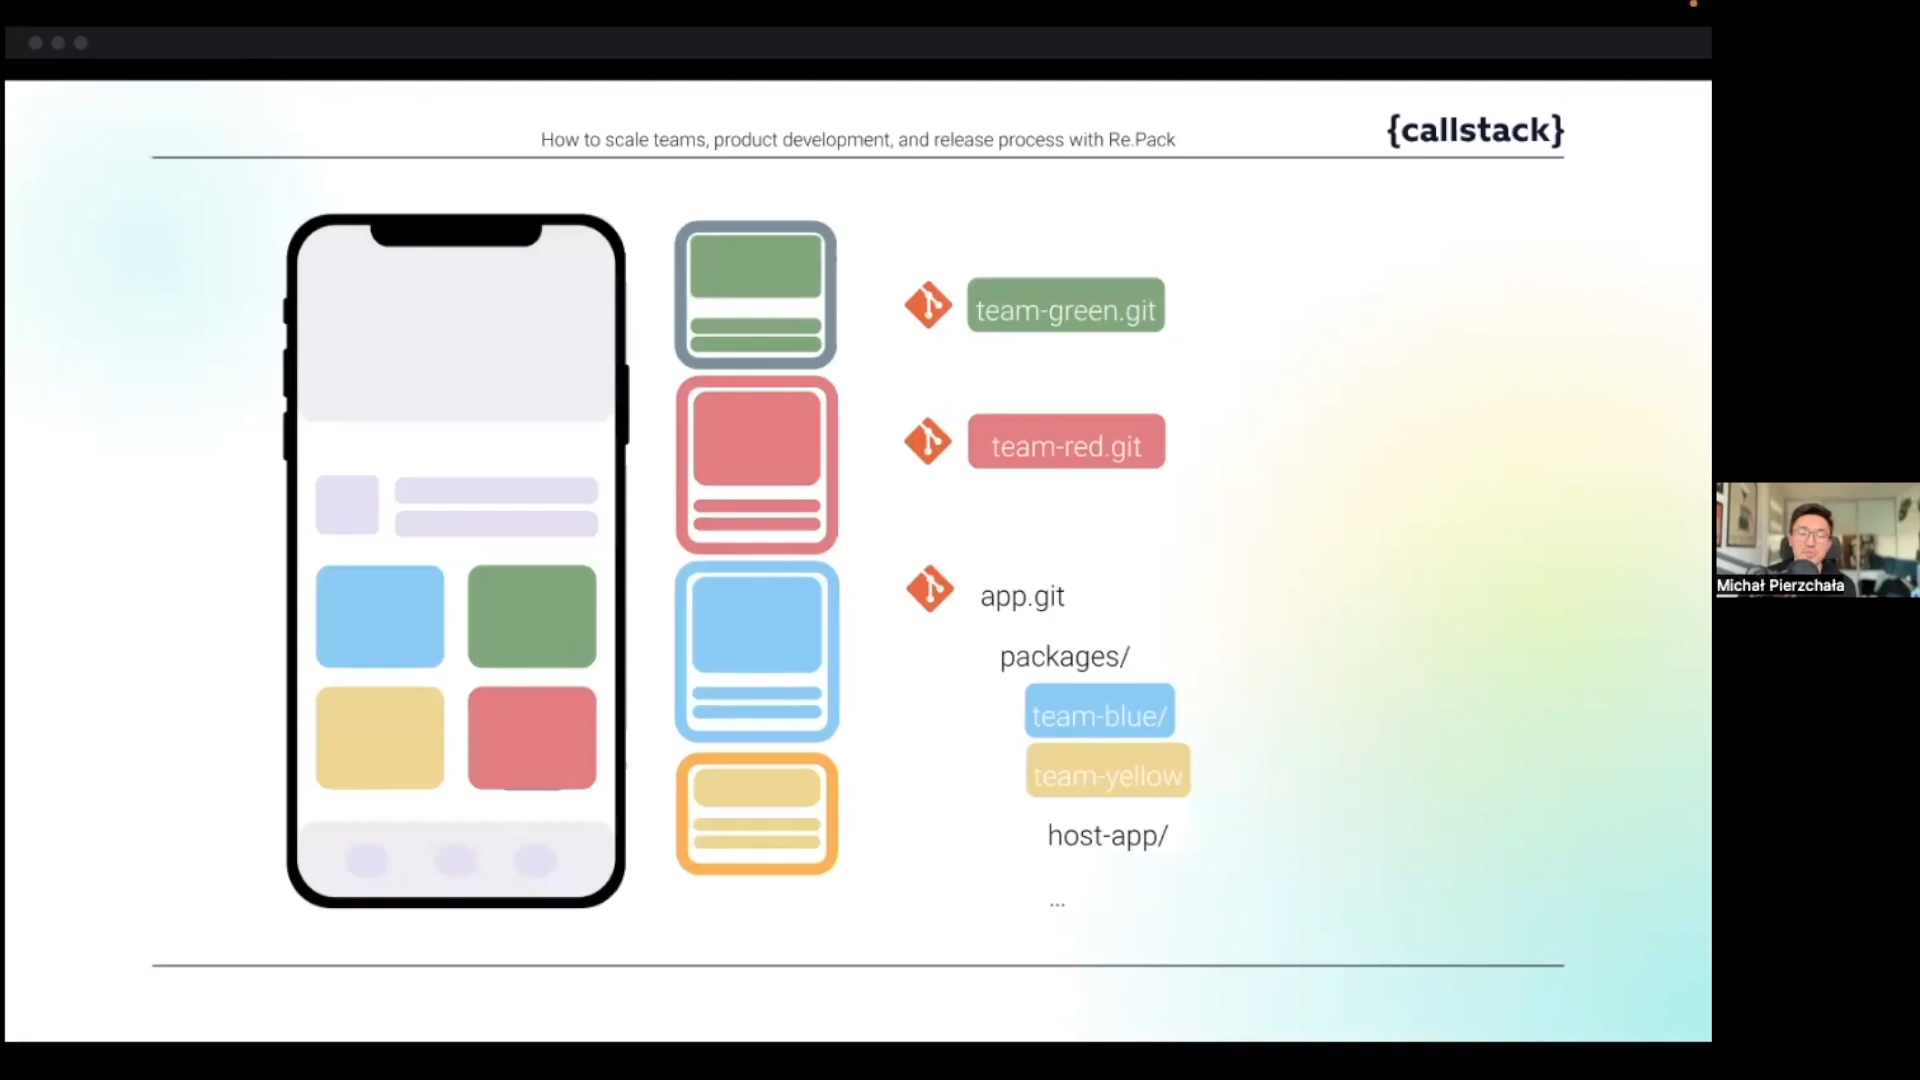 How to scale teams, product development, and release process with Re.Pack
{callstack}
team-green.git
team-red.git
app.git
packages/
team-blue/
team-yellow
host-app/
...
Michał Pierzchała